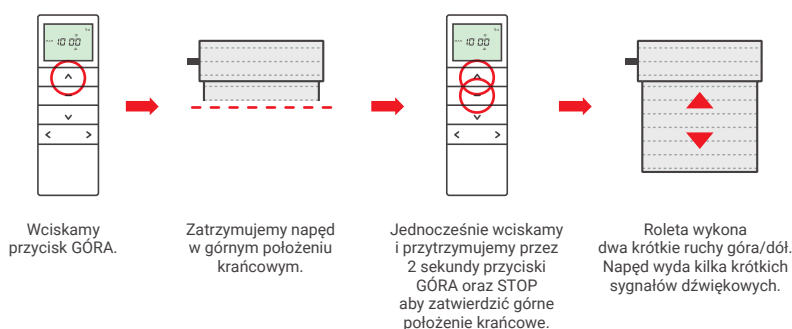 10:00
Wciskamy
przycisk GÓRA.
Zatrzymujemy napęd
w górnym położeniu
krańcowym.
10:00
Jednocześnie wciskamy
i przytrzymujemy przez
2 sekundy przyciski
GÓRA oraz STOP
aby zatwierdzić górne
położenie krańcowe.
Roleta wykona
dwa krótkie ruchy góra/dół.
Napęd wyda kilka krótkich
sygnałów dźwiękowych.